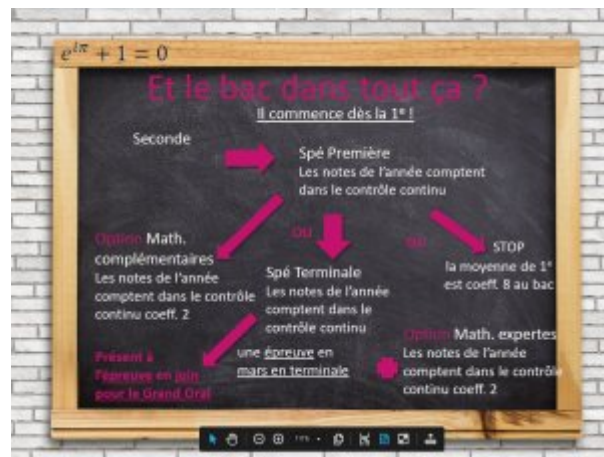 e^{iπ} + 1 = 0
Et le bac dans tout ça ?
Il commence dès la 1ᵉ !
Seconde
Spé Première
Les notes de l'année comptent
dans le contrôle continu
OU
OU
Option Math.
complémentaires
Les notes de l'année
comptent dans le contrôle
continu coeff. 2
Spé Terminale
Les notes de l'année
comptent dans le
contrôle continu
STOP
la moyenne de 1ᵉ
est coeff. 8 au bac
une épreuve en
mars en terminale
Option Math. expertes
Les notes de l'année
comptent dans le contrôle
continu coeff. 2
Présent à
l'épreuve en juin
pour le Grand Oral